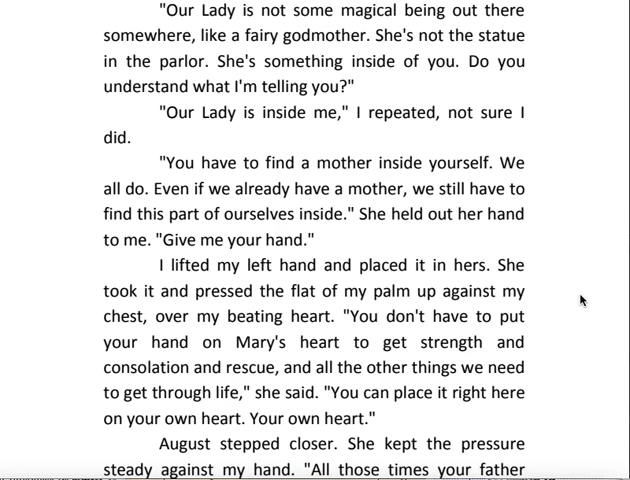 "Our Lady is not some magical being out there
somewhere, like a fairy godmother. She's not the statue
in the parlor. She's something inside of you. Do you
understand what I'm telling you?"
"Our Lady is inside me," I repeated, not sure I
did.
"You have to find a mother inside yourself. We
all do. Even if we already have a mother, we still have to
find this part of ourselves inside." She held out her hand
to me. "Give me your hand."
I lifted my left hand and placed it in hers. She
took it and pressed the flat of my palm up against my
chest, over my beating heart. "You don't have to put
your hand on Mary's heart to get strength and
consolation and rescue, and all the other things we need
to get through life," she said. "You can place it right here
on your own heart. Your own heart."
August stepped closer. She kept the pressure
steady against my hand. "All those times your father